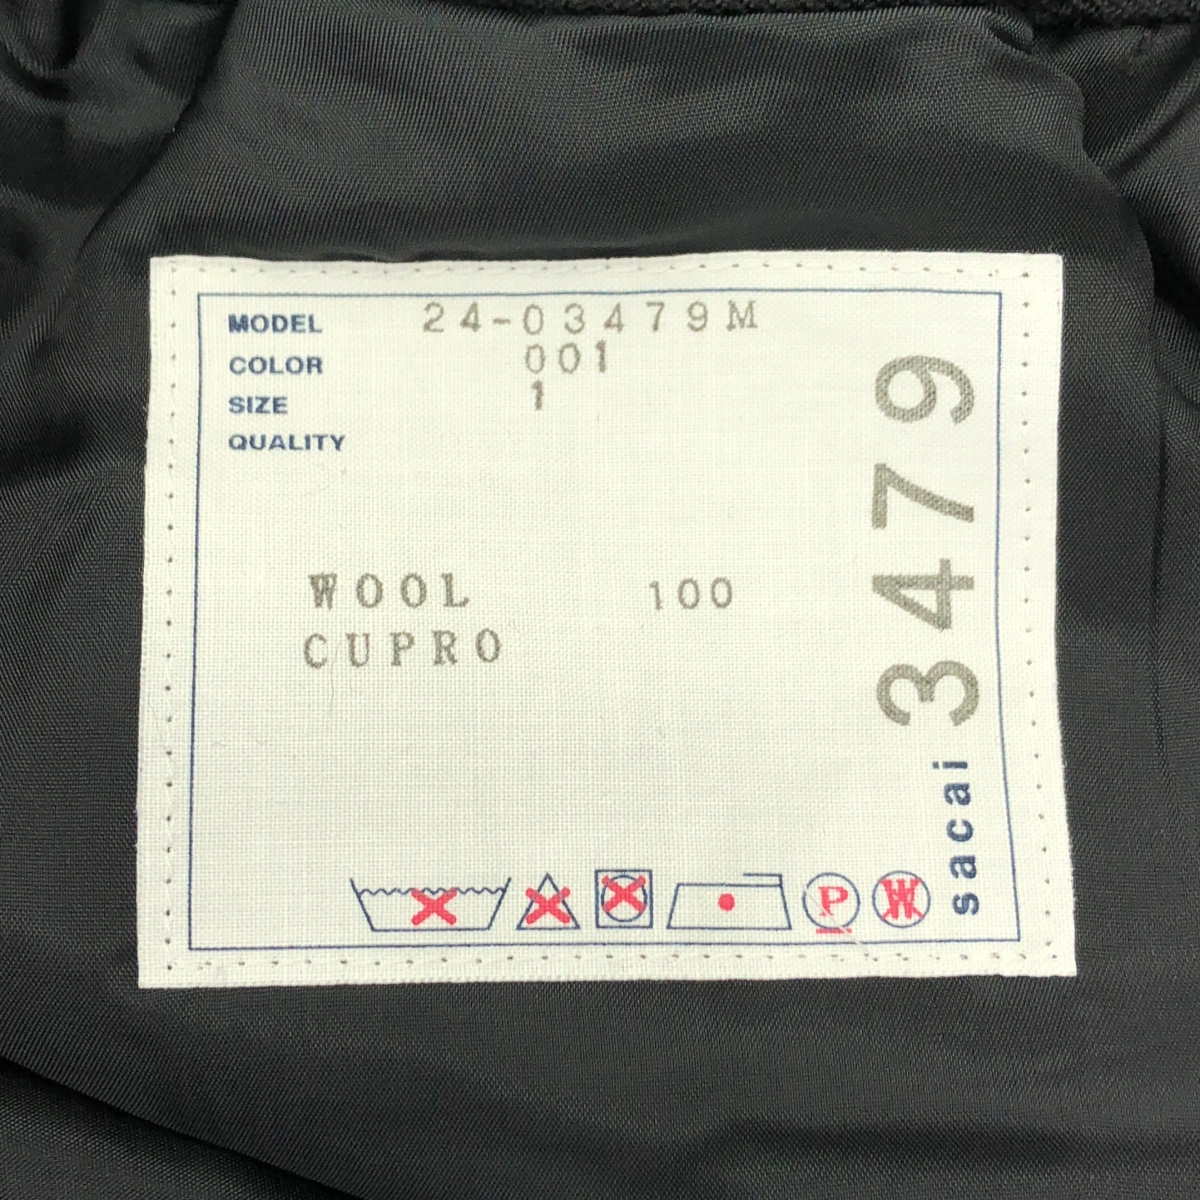 MODEL 24-03479M
COLOR 001
SIZE 1
QUALITY
WOOL 100
CUPRO
P
W
sacai 3479